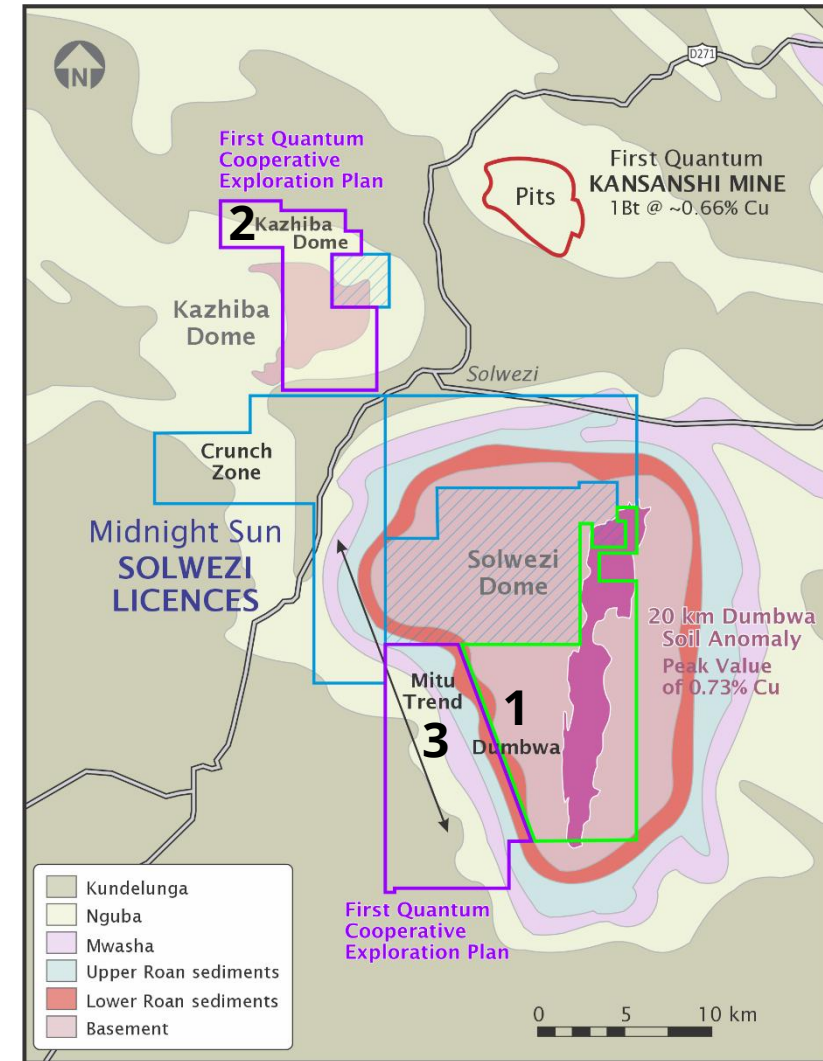 N
D271
First Quantum
Cooperative
Exploration Plan
2
Kazhiba
Dome
Pits
First Quantum
KANSANSHI MINE
1Bt @ ~0.66% Cu
Kazhiba
Dome
Solwezi
Crunch
Zone
Midnight Sun
SOLWEZI
LICENCES
Solwezi
Dome
20 km Dumbwa
Soil Anomaly
Peak Value
of 0.73% Cu
Mitu
Trend
3
1
Dumbwa
First Quantum
Cooperative
Exploration Plan
Kundelunga
Nguba
Mwasha
Upper Roan sediments
Lower Roan sediments
Basement
0 5 10 km